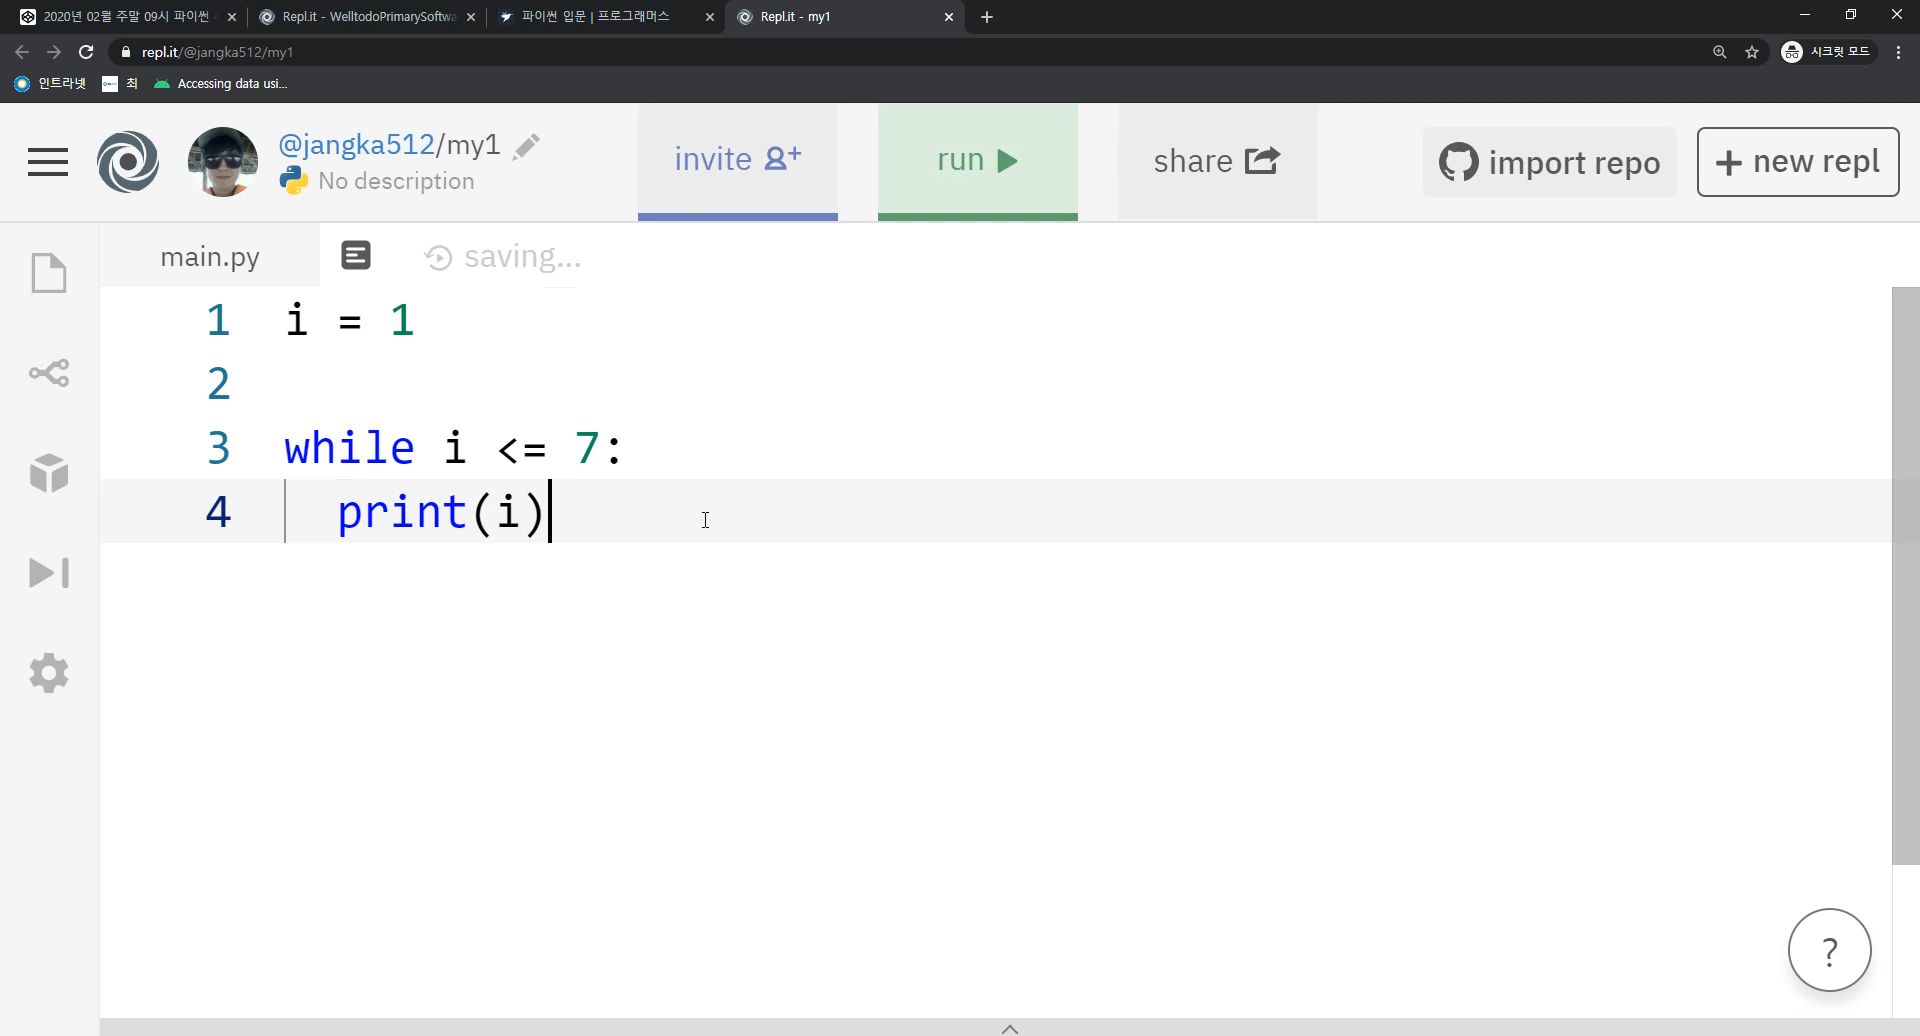 2020년 02월 주말 09시 파이썬
Repl.it - WelltodoPrimarySoftwa
파이썬 입문 | 프로그래머스
Repl.it - my1
repl.it/@jangka512/my1
시크릿 모드
인트라넷
최
Accessing data usi...
@jangka512/my1
No description
invite
run
share
import repo
+ new repl
main.py
saving...
1 i = 1
2
3 while i <= 7:
4 print(i)
?